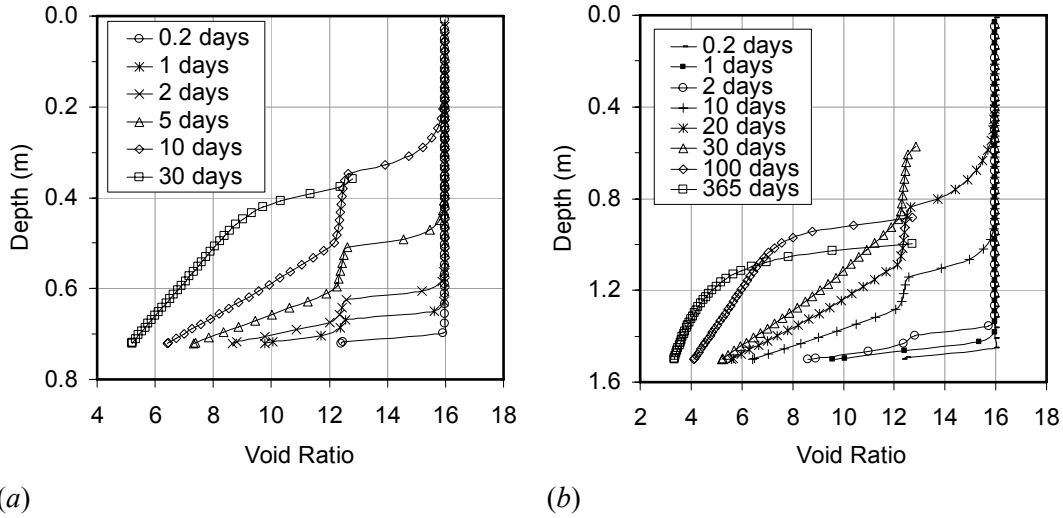 0.0
0.2
0.4
0.6
0.8
Depth (m)
4 6 8 10 12 14 16 18
Void Ratio
0.2 days
1 days
2 days
5 days
10 days
30 days
(a)
0.0
0.4
0.8
1.2
1.6
Depth (m)
2 4 6 8 10 12 14 16 18
Void Ratio
0.2 days
1 days
2 days
10 days
20 days
30 days
100 days
365 days
(b)